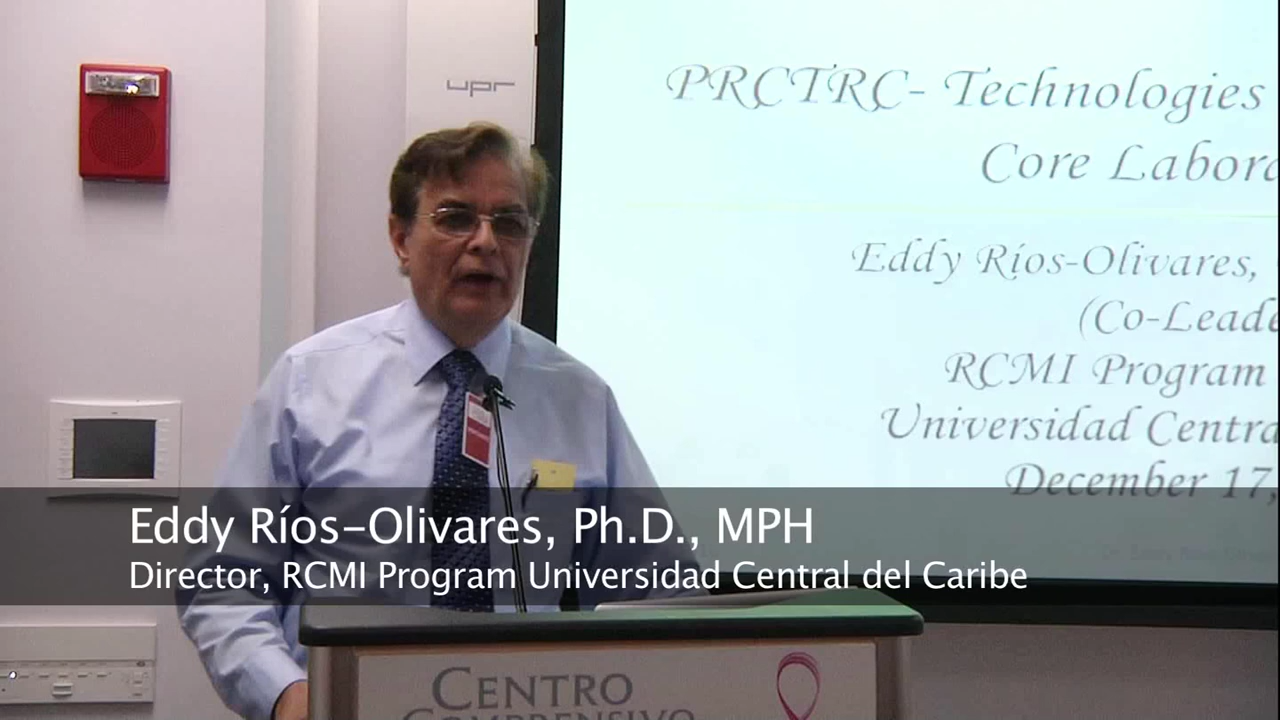 upr
PRCTRC- Technologies
Core Labora
Eddy Ríos-Olivares,
(Co-Leade
RCMI Program
Universidad Centra
December 17,
Eddy Ríos-Olivares, Ph.D., MPH
Director, RCMI Program Universidad Central del Caribe
CENTRO
COMPRENSIVO